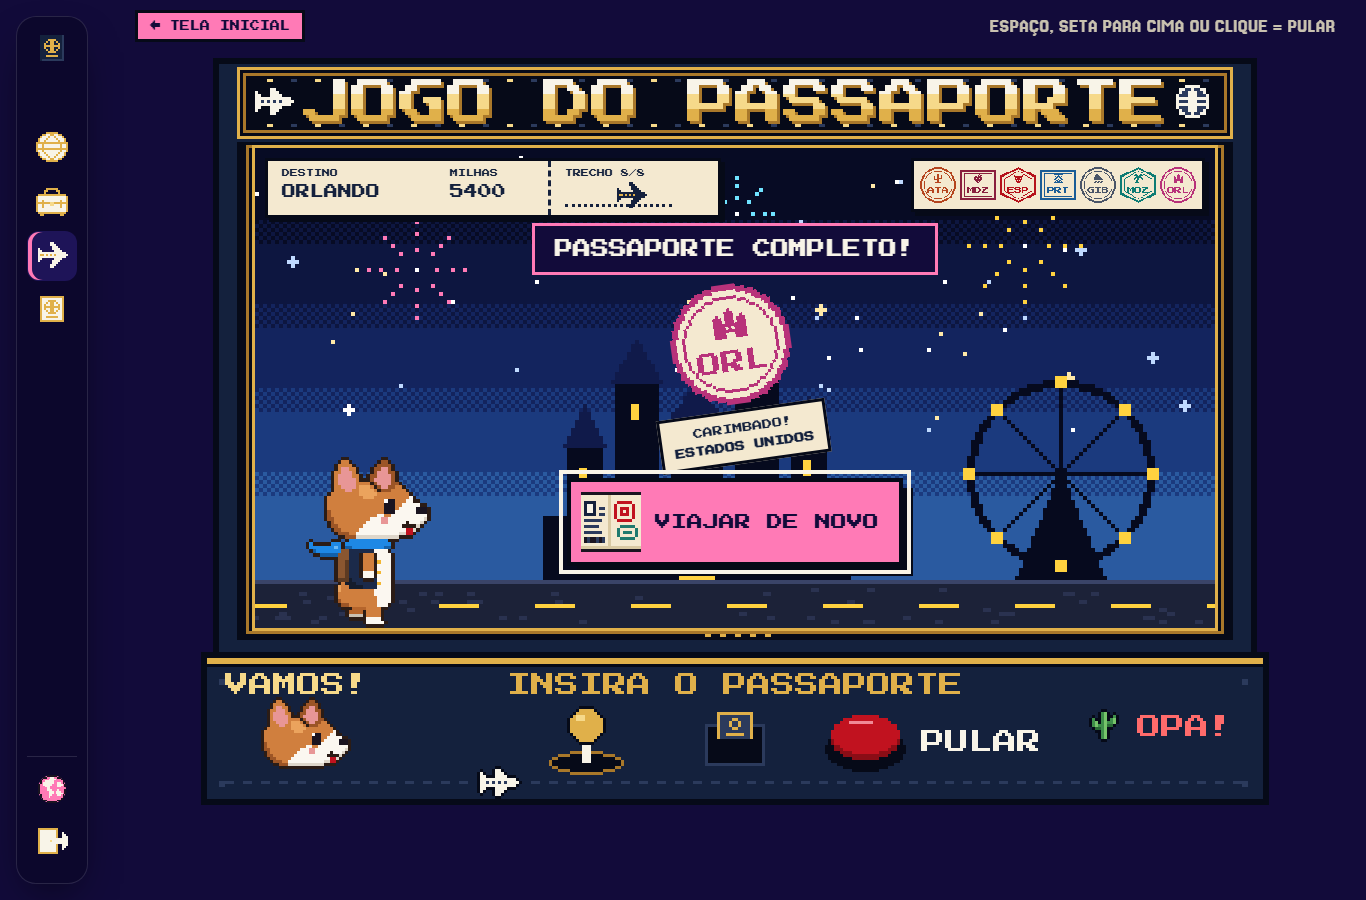 TELA INICIAL
ESPAÇO, SETA PARA CIMA OU CLIQUE = PULAR
JOGO DO PASSAPORTE
DESTINO
ORLANDO
MILHAS
5400
TRECHO 8/8
ATA
MDZ
ESP
PRT
GIB
MOZ
ORL
PASSAPORTE COMPLETO!
ORL
CARIMBADO!
ESTADOS UNIDOS
VIAJAR DE NOVO
VAMOS!
INSIRA O PASSAPORTE
PULAR
OPA!